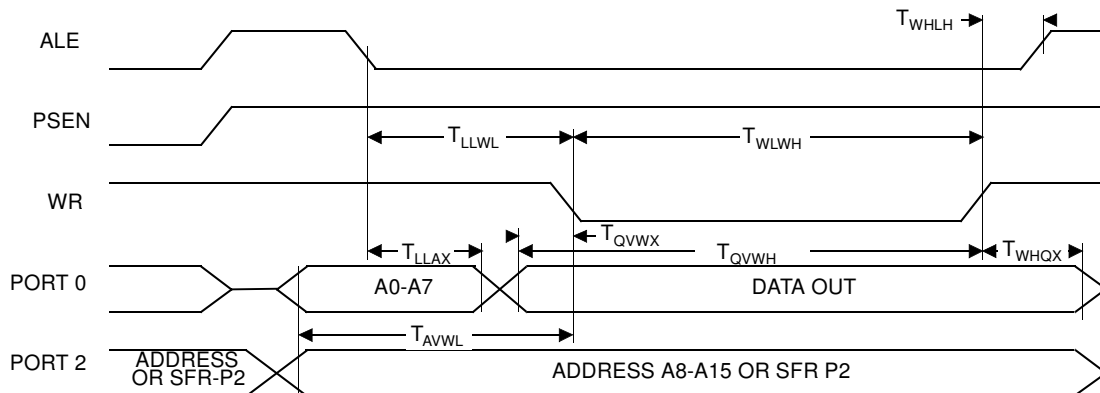 ALE
T_WHLH
PSEN
T_LLWL
T_WLWH
WR
T_LLAX
T_QVWX
T_QVWH
T_WHQX
PORT 0
A0-A7
DATA OUT
T_AVWL
PORT 2
ADDRESS
OR SFR-P2
ADDRESS A8-A15 OR SFR P2